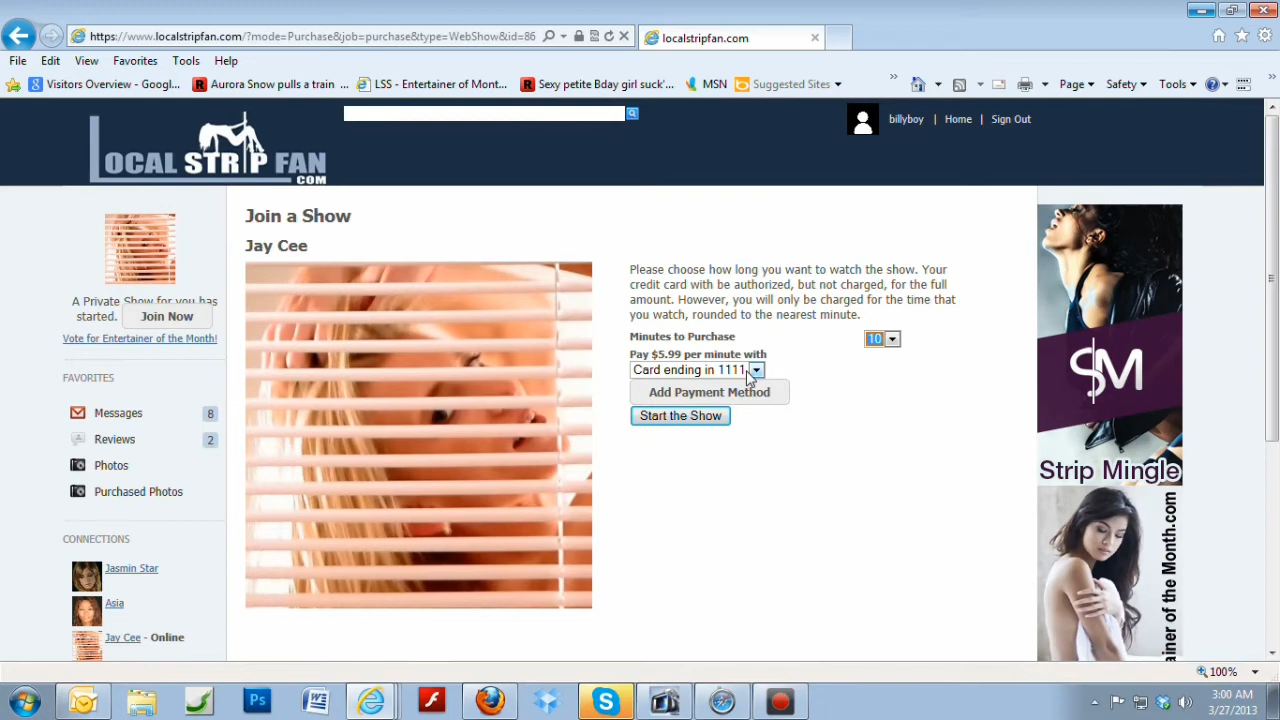 https://www.localstripfan.com/?mode=Purchase&job=purchase&type=WebShow&id=86
localstripfan.com
File Edit View Favorites Tools Help
Visitors Overview - Googl... Aurora Snow pulls a train ... LSS - Entertainer of Mont... Sexy petite Bday girl suck'... MSN Suggested Sites Page Safety Tools
LOCAL STRIP FAN
.COM
billyboy | Home | Sign Out
Join a Show
Jay Cee
A Private Show for you has
started. Join Now
Vote for Entertainer of the Month!
FAVORITES
Messages 8
Reviews 2
Photos
Purchased Photos
CONNECTIONS
Jasmin Star
Asia
Jay Cee - Online
Please choose how long you want to watch the show. Your
credit card with be authorized, but not charged, for the full
amount. However, you will only be charged for the time that
you watch, rounded to the nearest minute.
Minutes to Purchase 10
Pay $5.99 per minute with
Card ending in 1111
Add Payment Method
Start the Show
SM
Strip Mingle
ainer of the Month.com
100%
3:00 AM
3/27/2013